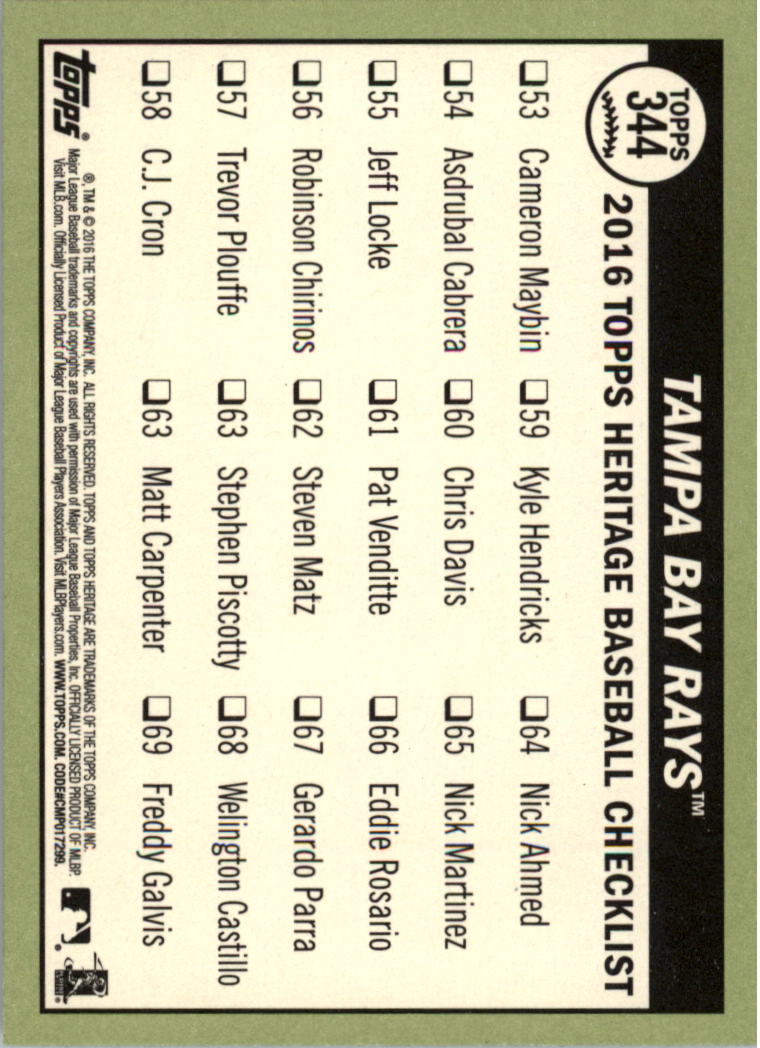 TAMPA BAY RAYS™
TOPPS
344
2016 TOPPS HERITAGE BASEBALL CHECKLIST
53 Cameron Maybin
54 Asdrubal Cabrera
55 Jeff Locke
56 Robinson Chirinos
57 Trevor Plouffe
58 C.J. Cron
59 Kyle Hendricks
60 Chris Davis
61 Pat Venditte
62 Steven Matz
63 Stephen Piscotty
63 Matt Carpenter
64 Nick Ahmed
65 Nick Martinez
66 Eddie Rosario
67 Gerardo Parra
68 Welington Castillo
69 Freddy Galvis
topps®
®, TM & © 2016 THE TOPPS COMPANY, INC. ALL RIGHTS RESERVED. TOPPS AND TOPPS HERITAGE ARE TRADEMARKS OF THE TOPPS COMPANY, INC.
Major League Baseball trademarks and copyrights are used with permission of Major League Baseball Properties, Inc. OFFICIALLY LICENSED PRODUCT OF MLBP.
Visit MLB.com. Officially Licensed Product of Major League Baseball Players Association. Visit MLBPlayers.com. WWW.TOPPS.COM. CODE#CMP017299.